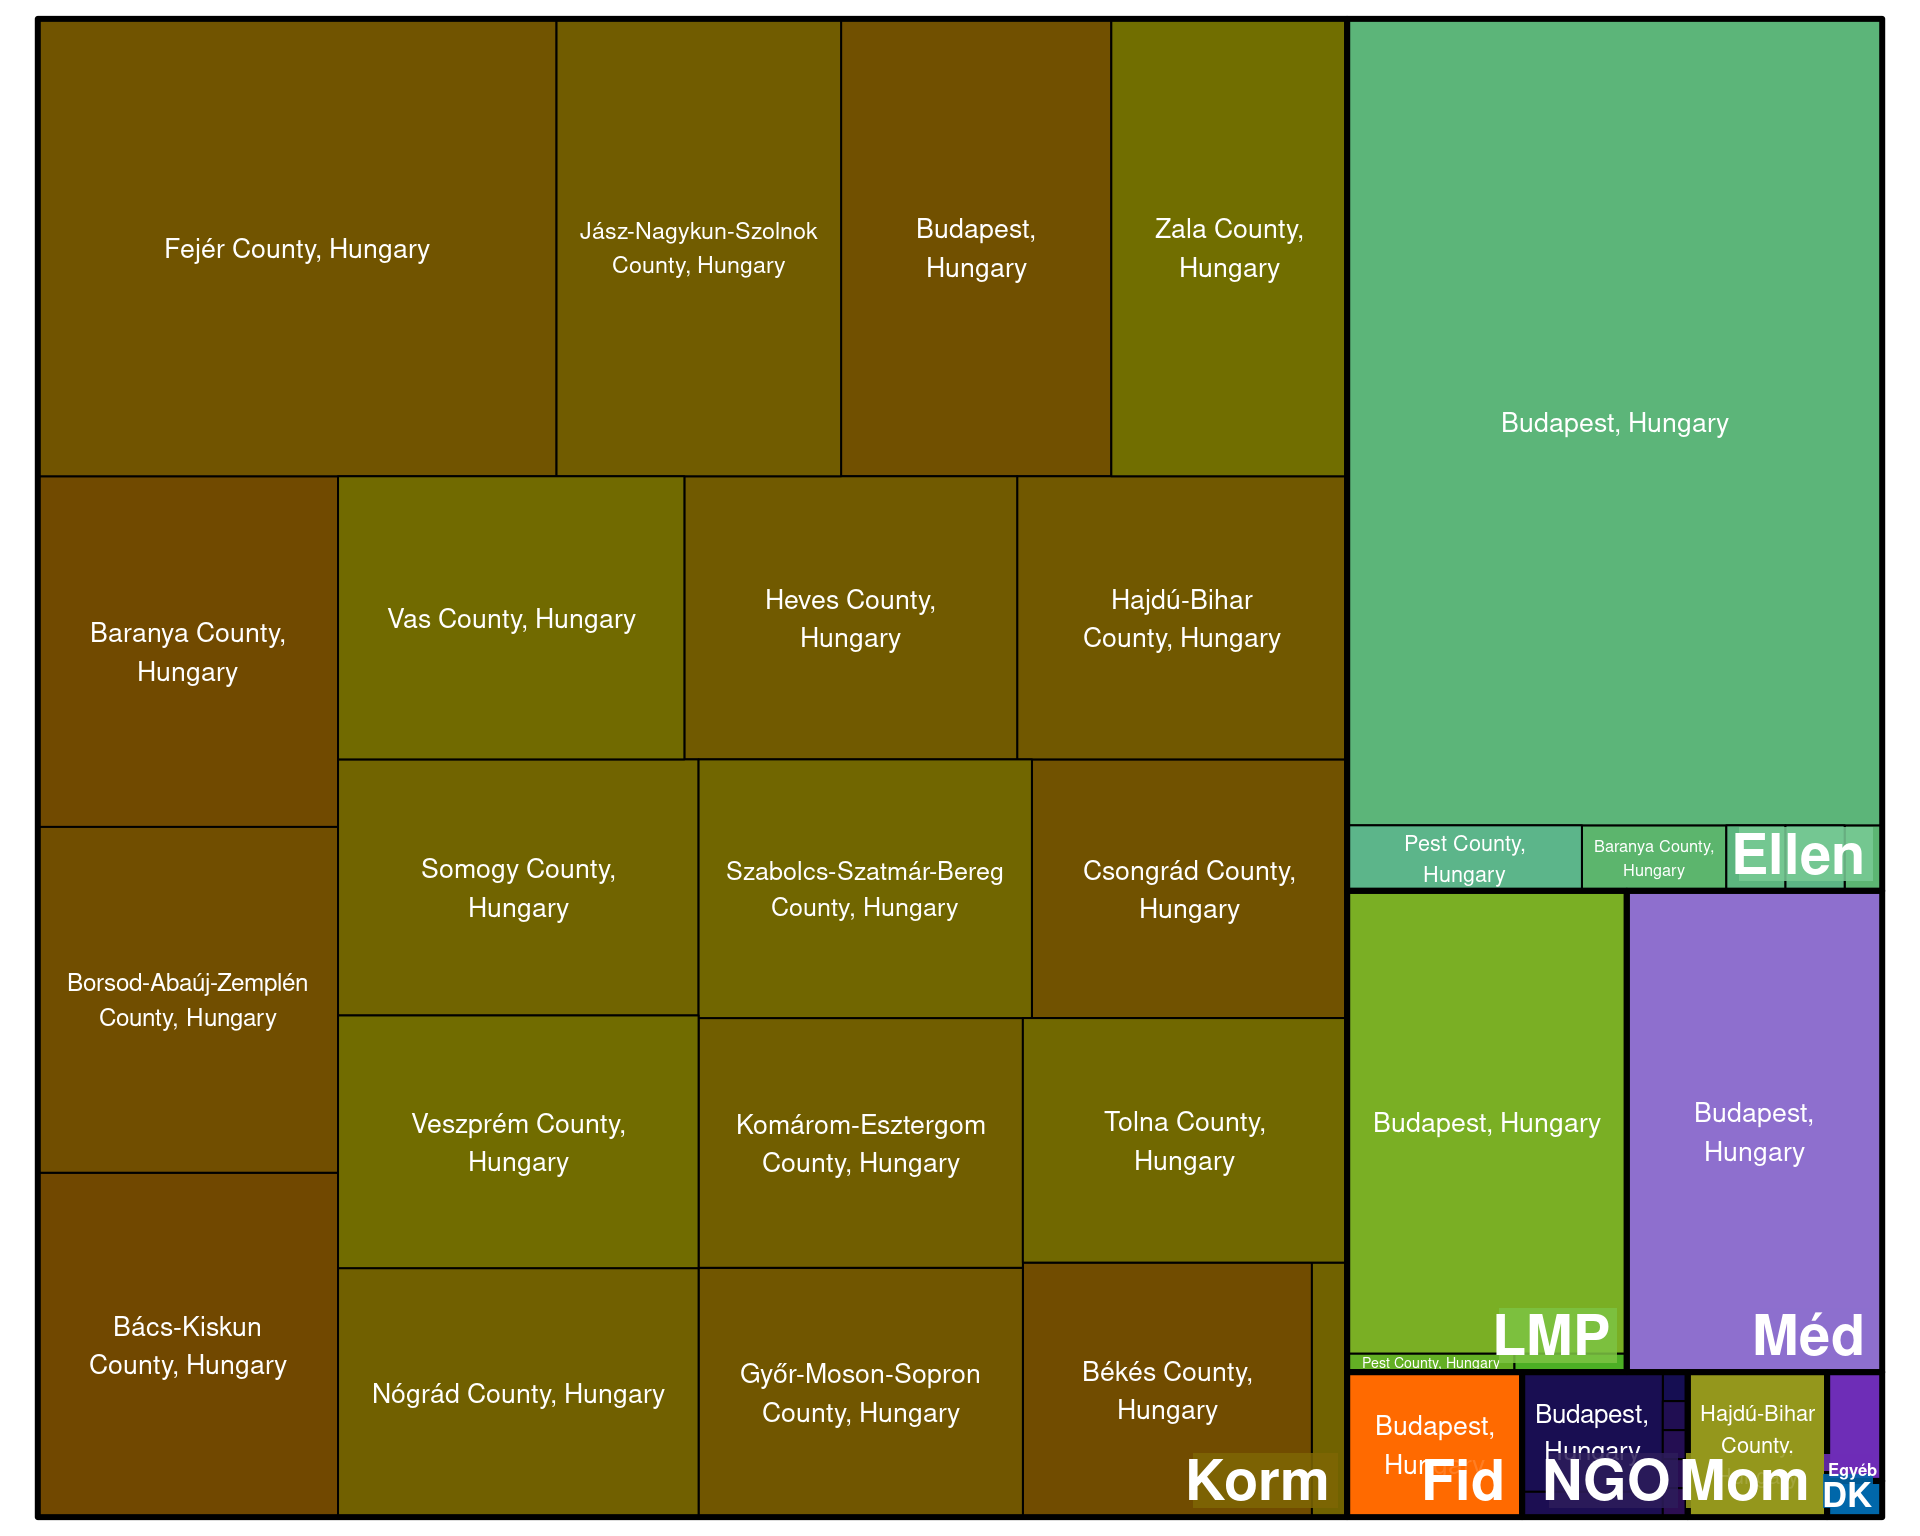 Fejér County, Hungary
Jász-Nagykun-Szolnok
County, Hungary
Budapest,
Hungary
Zala County,
Hungary
Baranya County,
Hungary
Vas County, Hungary
Heves County,
Hungary
Hajdú-Bihar
County, Hungary
Borsod-Abaúj-Zemplén
County, Hungary
Somogy County,
Hungary
Szabolcs-Szatmár-Bereg
County, Hungary
Csongrád County,
Hungary
Veszprém County,
Hungary
Komárom-Esztergom
County, Hungary
Tolna County,
Hungary
Bács-Kiskun
County, Hungary
Nógrád County, Hungary
Győr-Moson-Sopron
County, Hungary
Békés County,
Hungary
Korm
Budapest, Hungary
Pest County,
Hungary
Baranya County,
Hungary
Ellen
Budapest, Hungary
LMP
Pest County, Hungary
Budapest,
Hungary
Méd
Budapest,
Hungary
Fid
Budapest,
Hungary
NGO
Hajdú-Bihar
County,
Mom
Egyéb
DK